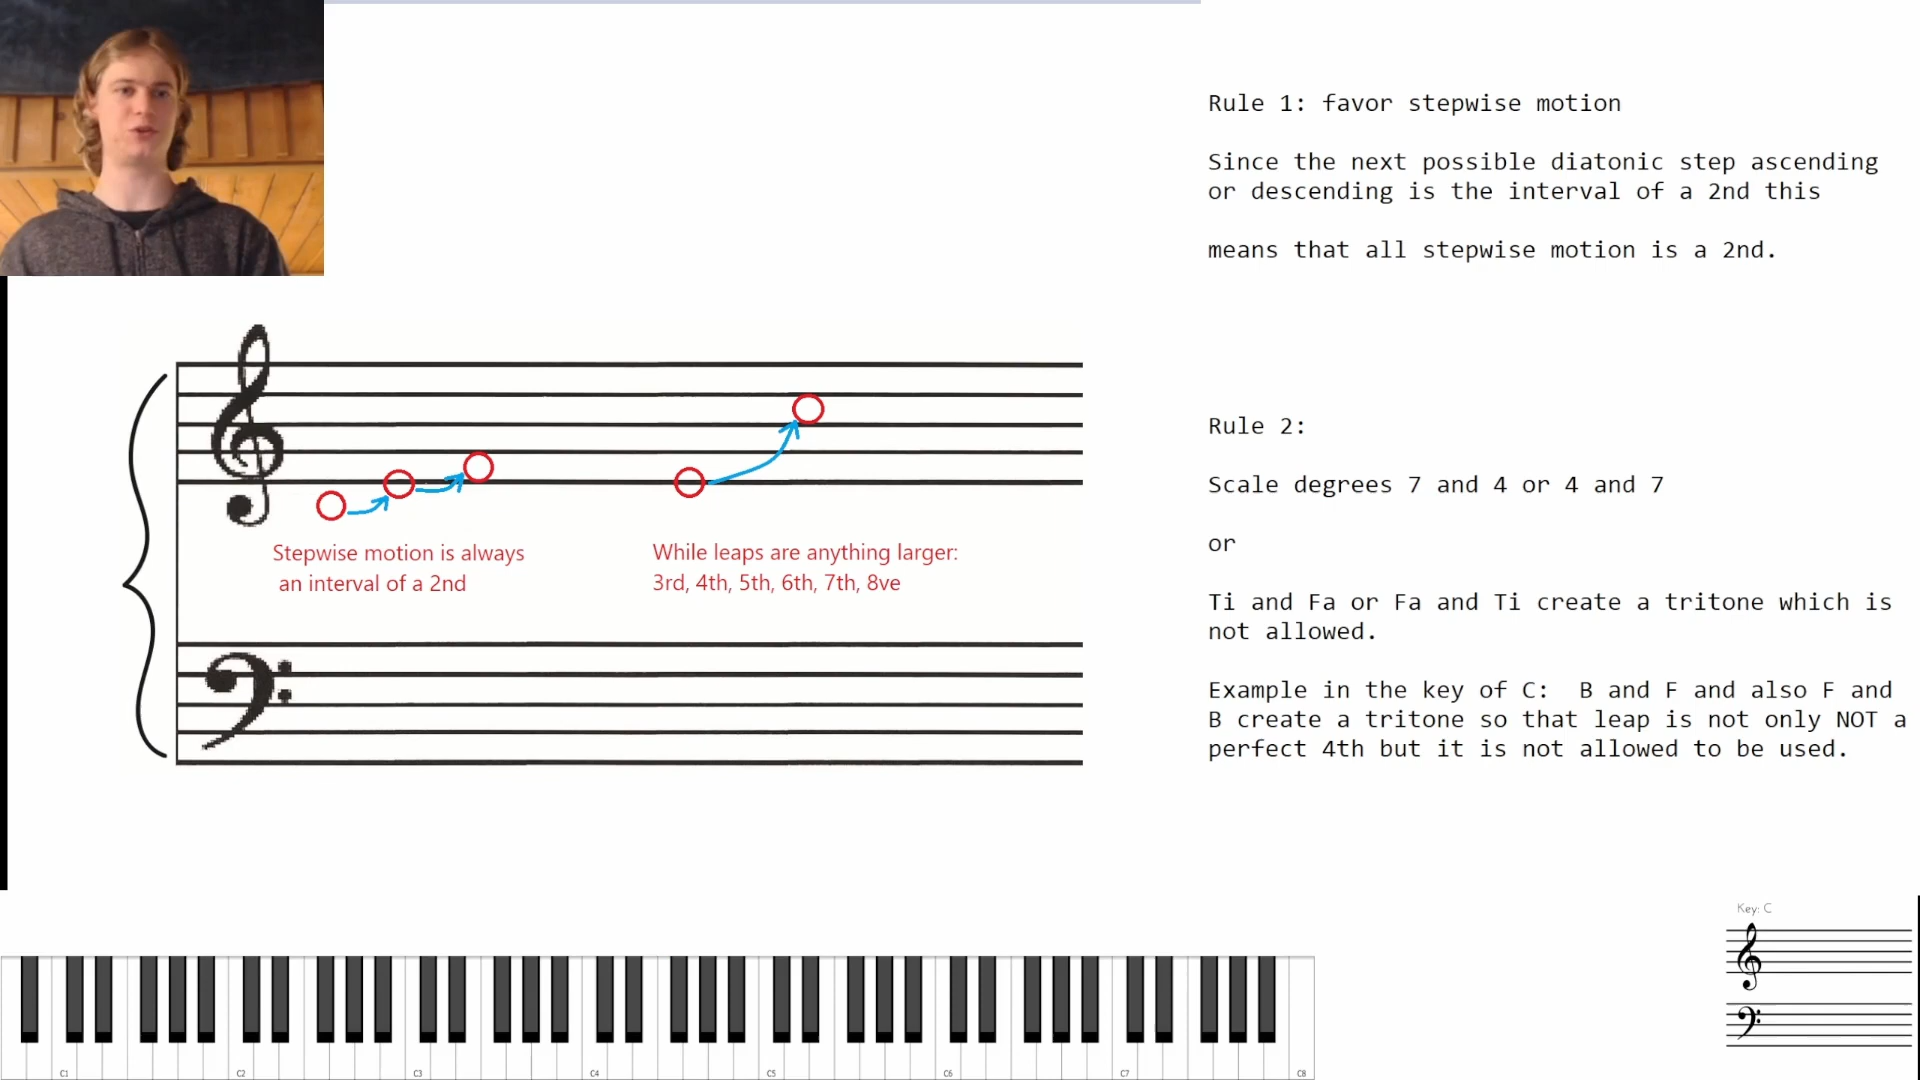 Rule 1: favor stepwise motion
Since the next possible diatonic step ascending
or descending is the interval of a 2nd this
means that all stepwise motion is a 2nd.
Stepwise motion is always
an interval of a 2nd
While leaps are anything larger:
3rd, 4th, 5th, 6th, 7th, 8ve
Rule 2:
Scale degrees 7 and 4 or 4 and 7
or
Ti and Fa or Fa and Ti create a tritone which is
not allowed.
Example in the key of C:  B and F and also F and
B create a tritone so that leap is not only NOT a
perfect 4th but it is not allowed to be used.
Key: C
C1 C2 C3 C4 C5 C6 C7 C8